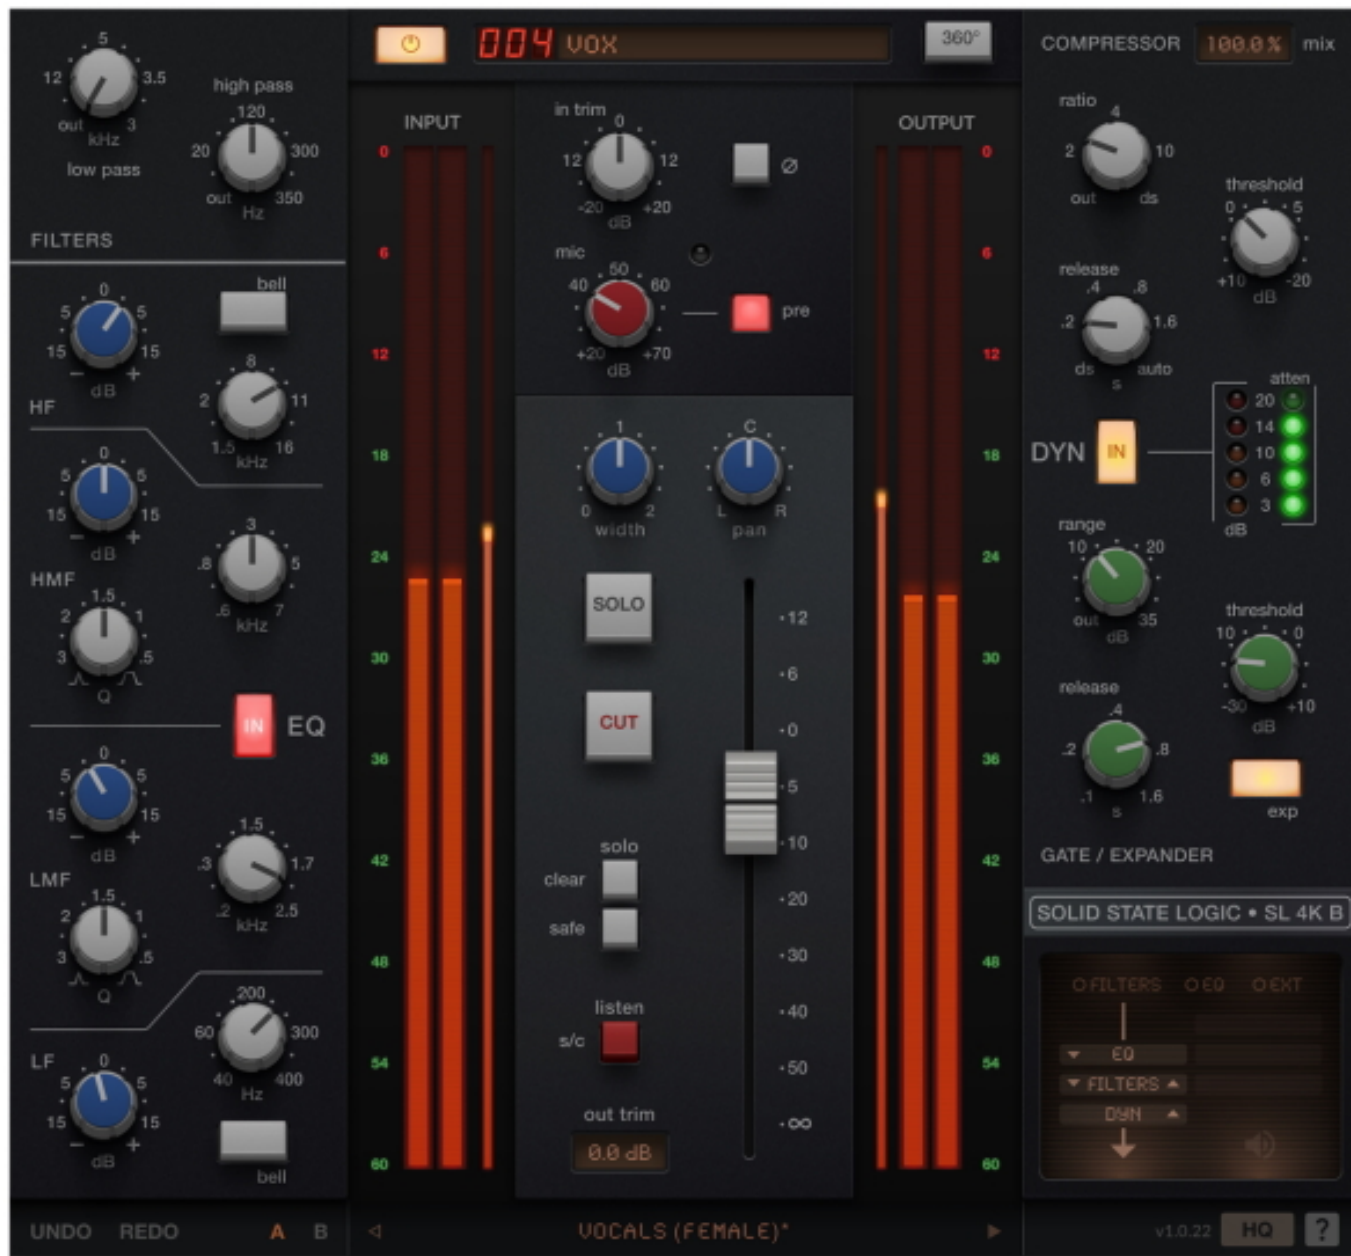 004 VOX
360°
5
12
3.5
out
3
kHz
low pass
high pass
120
20
300
out
350
Hz
FILTERS
0
5
5
15
15
− dB +
HF
bell
8
2
11
1.5
16
kHz
0
5
5
15
15
− dB +
HMF
3
.8
5
.6
7
kHz
1.5
2
1
3
.5
Q
IN
EQ
0
5
5
15
15
− dB +
LMF
1.5
.3
1.7
.2
2.5
kHz
1.5
2
1
3
.5
Q
LF
200
60
300
40
400
Hz
0
5
5
15
15
− dB +
bell
INPUT
0
6
12
18
24
30
36
42
48
54
60
in trim
0
12
12
-20
+20
dB
Ø
mic
50
40
60
+20
+70
dB
pre
1
0
2
width
C
L
R
pan
SOLO
CUT
solo
clear
safe
listen
s/c
out trim
0.0 dB
12
6
0
5
10
20
30
40
50
∞
OUTPUT
0
6
12
18
24
30
36
42
48
54
60
COMPRESSOR 100.0% mix
ratio
4
2
10
out
ds
threshold
0
5
+10
-20
dB
release
.4
.8
.2
1.6
ds
auto
s
DYN
IN
atten
20
14
10
6
3
dB
range
10
20
out
35
dB
threshold
10
0
-30
+10
dB
release
.4
.2
.8
.1
1.6
s
exp
GATE / EXPANDER
SOLID STATE LOGIC • SL 4K B
FILTERS EQ EXT
EQ
FILTERS
DYN
UNDO REDO A B
VOCALS(FEMALE)*
v1.0.22 HQ ?